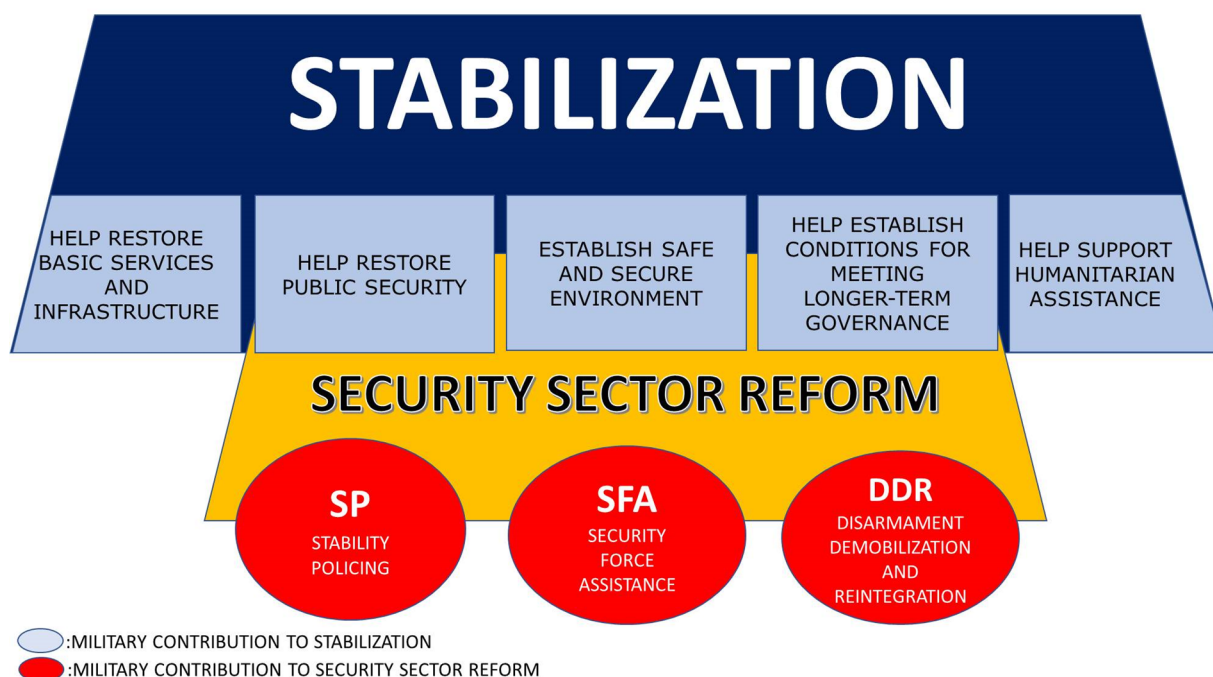 STABILIZATION
HELP RESTORE
BASIC SERVICES
AND
INFRASTRUCTURE
HELP RESTORE
PUBLIC SECURITY
ESTABLISH SAFE
AND SECURE
ENVIRONMENT
HELP ESTABLISH
CONDITIONS FOR
MEETING
LONGER-TERM
GOVERNANCE
HELP SUPPORT
HUMANITARIAN
ASSISTANCE
SECURITY SECTOR REFORM
SP
STABILITY
POLICING
SFA
SECURITY
FORCE
ASSISTANCE
DDR
DISARMAMENT
DEMOBILIZATION
AND
REINTEGRATION
:MILITARY CONTRIBUTION TO STABILIZATION
:MILITARY CONTRIBUTION TO SECURITY SECTOR REFORM